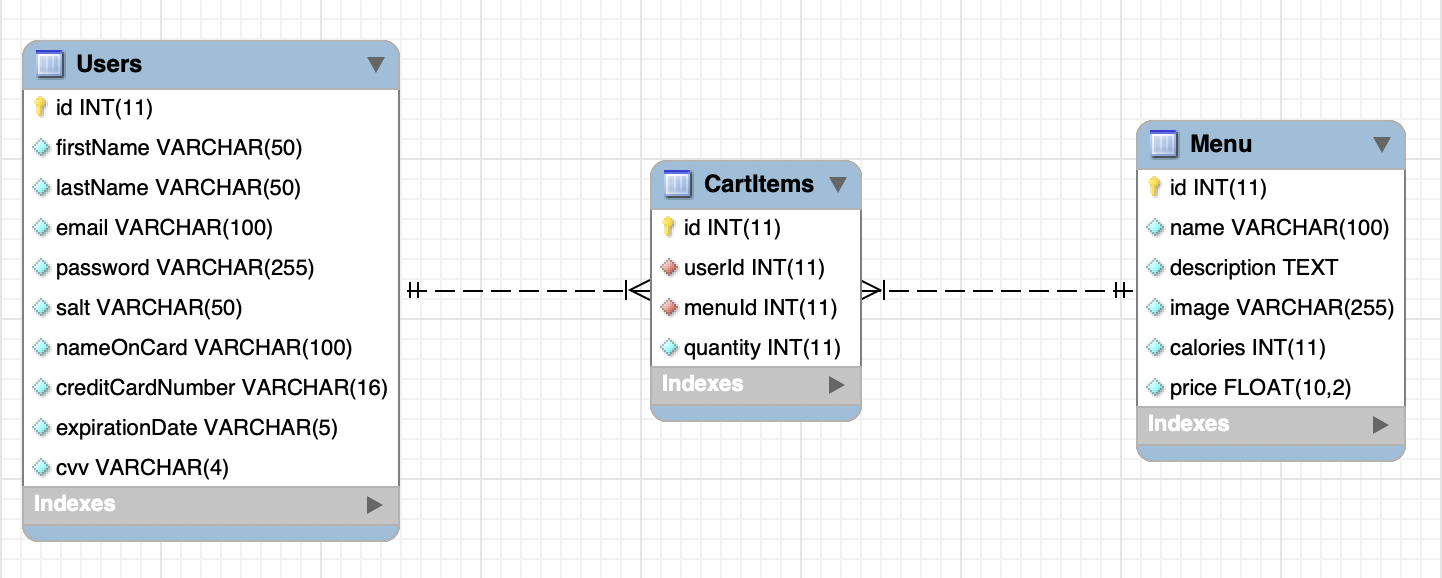 Users
id INT(11)
firstName VARCHAR(50)
lastName VARCHAR(50)
email VARCHAR(100)
password VARCHAR(255)
salt VARCHAR(50)
nameOnCard VARCHAR(100)
creditCardNumber VARCHAR(16)
expirationDate VARCHAR(5)
cvv VARCHAR(4)
Indexes
CartItems
id INT(11)
userId INT(11)
menuId INT(11)
quantity INT(11)
Indexes
Menu
id INT(11)
name VARCHAR(100)
description TEXT
image VARCHAR(255)
calories INT(11)
price FLOAT(10,2)
Indexes